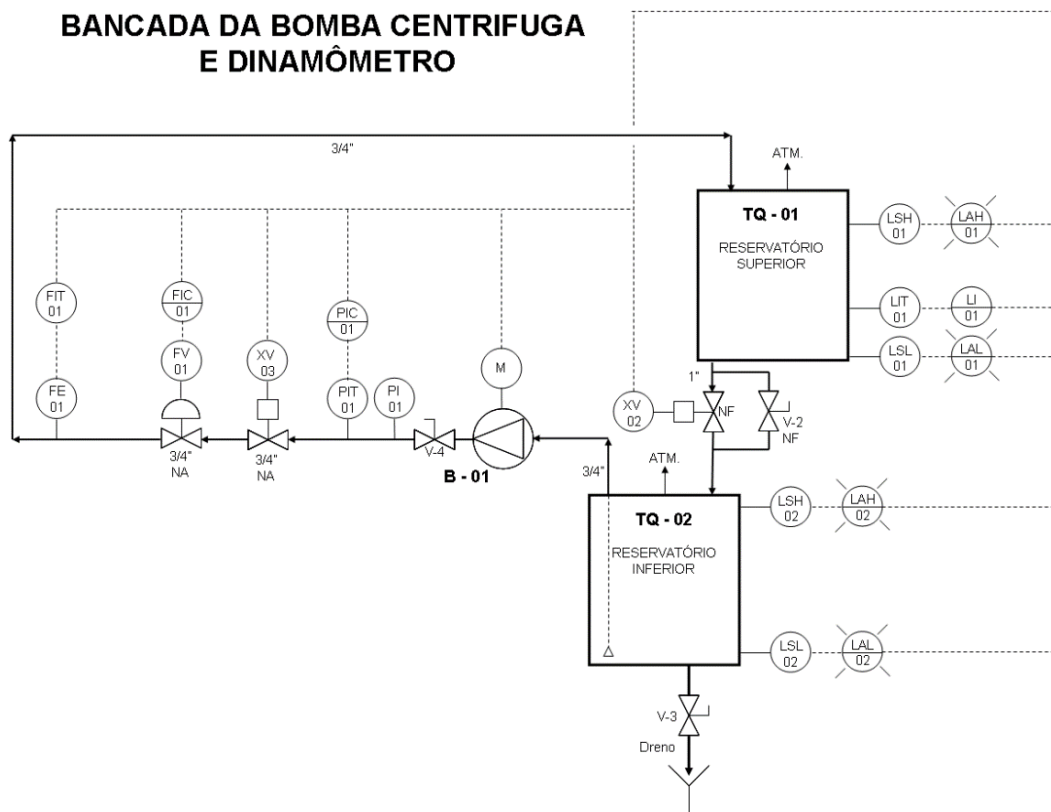 BANCADA DA BOMBA CENTRIFUGA
E DINAMÔMETRO
3/4"
ATM.
TQ - 01
RESERVATÓRIO
SUPERIOR
LSH
01
LAH
01
FIT
01
FIC
01
PIC
01
LIT
01
LI
01
FV
01
XV
03
M
LSL
01
LAL
01
FE
01
PIT
01
PI
01
1"
XV
02
NF
V-2
NF
3/4"
NA
3/4"
NA
V-4
B - 01
3/4"
ATM.
TQ - 02
RESERVATÓRIO
INFERIOR
LSH
02
LAH
02
LSL
02
LAL
02
V-3
Dreno